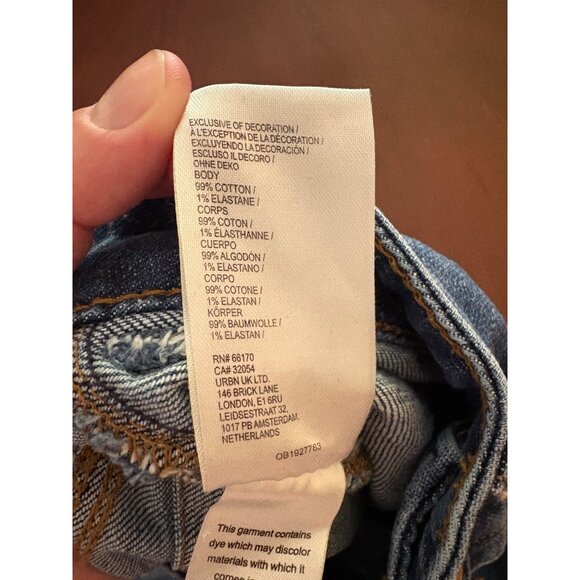 EXCLUSIVE OF DECORATION /
À L'EXCEPTION DE LA DÉCORATION /
EXCLUYENDO LA DECORACIÓN /
ESCLUSO IL DECORO /
OHNE DEKO
BODY
99% COTTON /
1% ELASTANE /
CORPS
99% COTON /
1% ÉLASTHANNE /
CUERPO
99% ALGODÓN /
1% ELASTANO /
CORPO
99% COTONE /
1% ELASTAN /
KÖRPER
99% BAUMWOLLE /
1% ELASTAN /
RN# 66170
CA# 32054
URBN UK LTD.
146 BRICK LANE
LONDON, E1 6RU
LEIDSESTRAAT 32,
1017 PB AMSTERDAM,
NETHERLANDS
OB1927763
This garment contains
dye which may discolor
materials with which it
comes